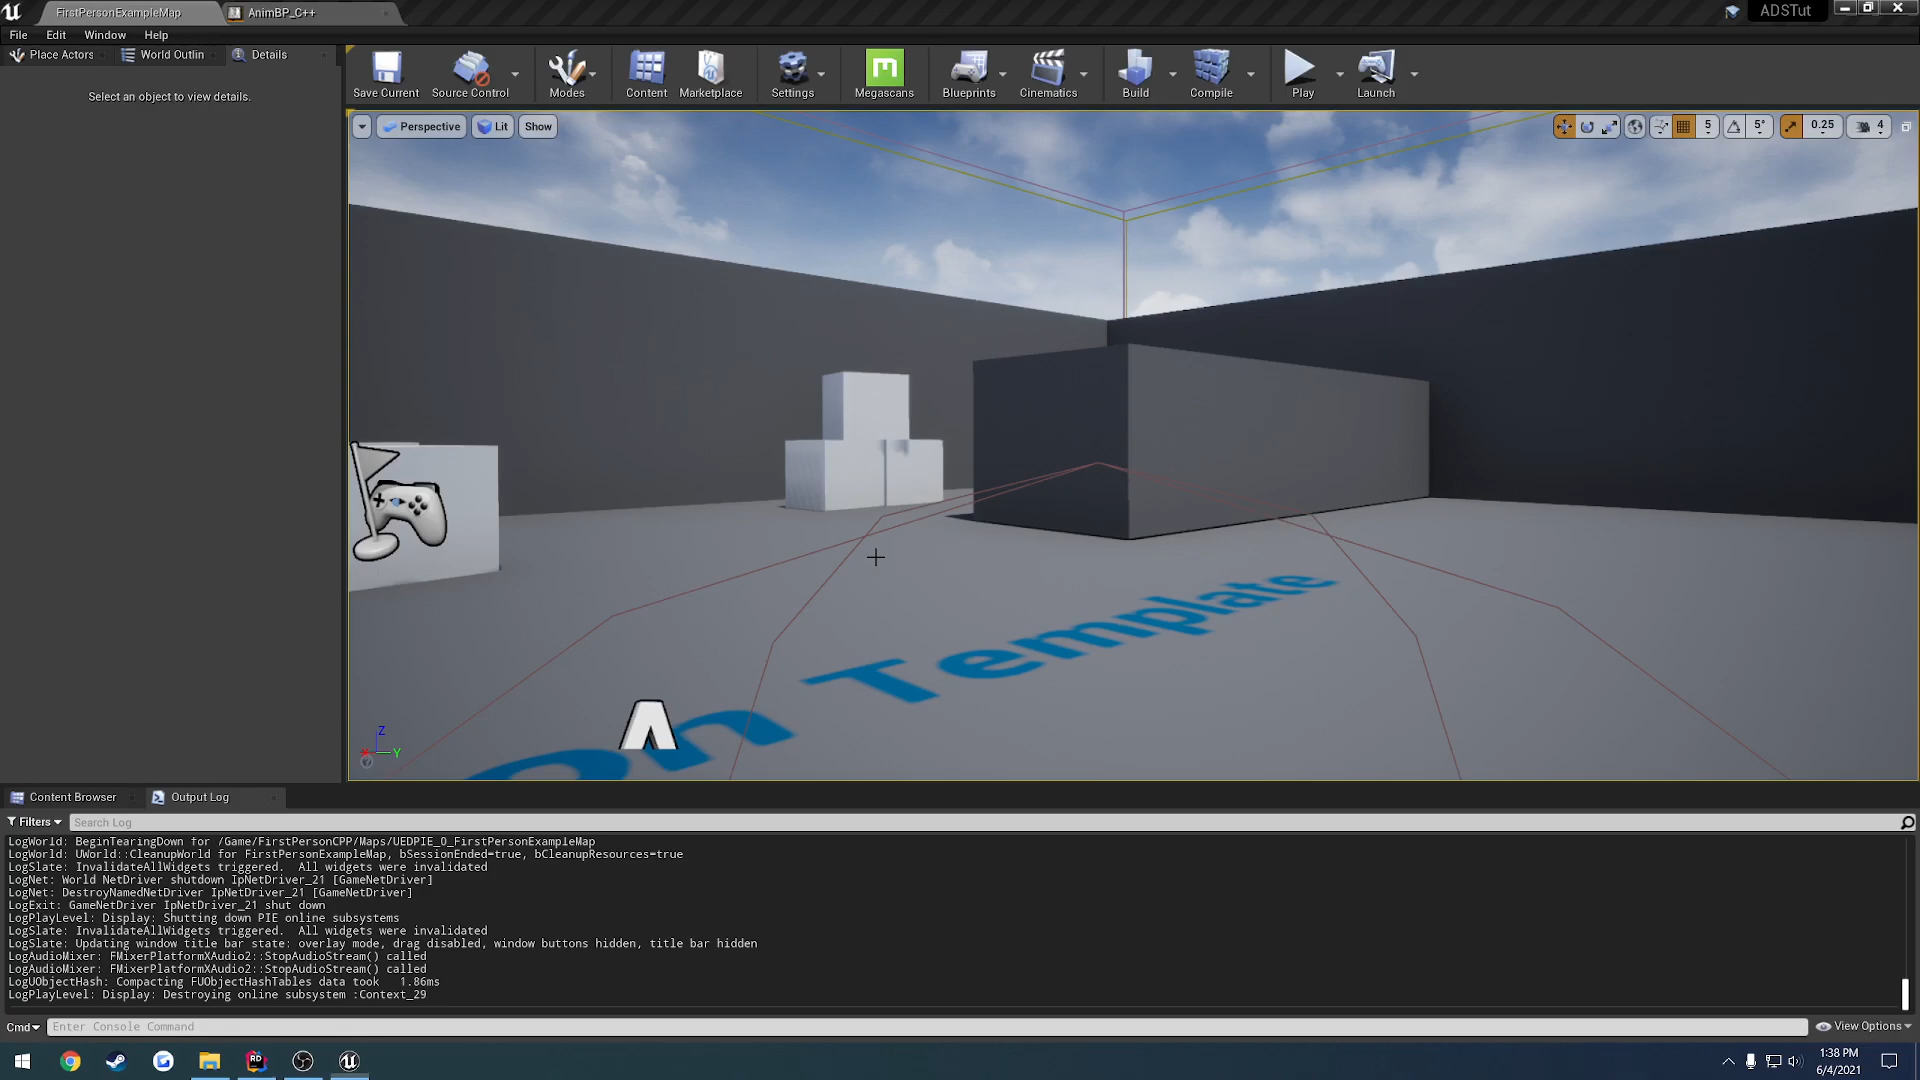 FirstPersonExampleMap
AnimBP_C++
ADSTut
File Edit Window Help
Place Actors World Outlin Details
Select an object to view details.
Save Current Source Control Modes Content Marketplace Settings Megascans Blueprints Cinematics Build Compile Play Launch
Perspective Lit Show
5 5° 0.25 4
on Template
Z
Y
Content Browser Output Log
Filters Search Log
LogWorld: BeginTearingDown for /Game/FirstPersonCPP/Maps/UEDPIE_0_FirstPersonExampleMap
LogWorld: UWorld::CleanupWorld for FirstPersonExampleMap, bSessionEnded=true, bCleanupResources=true
LogSlate: InvalidateAllWidgets triggered.  All widgets were invalidated
LogNet: World NetDriver shutdown IpNetDriver_21 [GameNetDriver]
LogNet: DestroyNamedNetDriver IpNetDriver_21 [GameNetDriver]
LogExit: GameNetDriver IpNetDriver_21 shut down
LogPlayLevel: Display: Shutting down PIE online subsystems
LogSlate: InvalidateAllWidgets triggered.  All widgets were invalidated
LogSlate: Updating window title bar state: overlay mode, drag disabled, window buttons hidden, title bar hidden
LogAudioMixer: FMixerPlatformXAudio2::StopAudioStream() called
LogAudioMixer: FMixerPlatformXAudio2::StopAudioStream() called
LogUObjectHash: Compacting FUObjectHashTables data took   1.86ms
LogPlayLevel: Display: Destroying online subsystem :Context_29
Cmd Enter Console Command View Options
RD
1:38 PM
6/4/2021